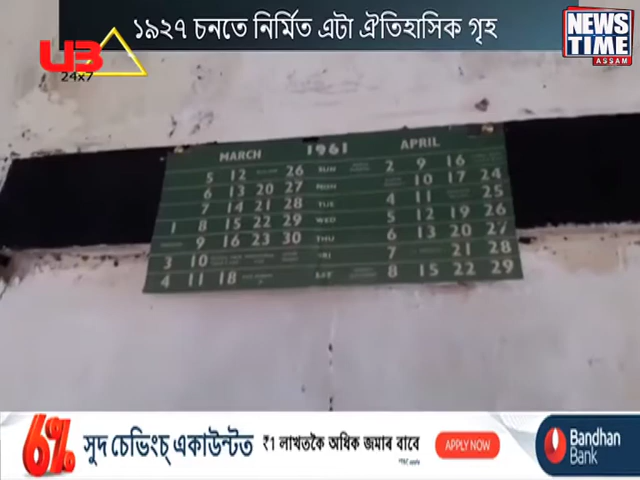 ১৯২৭ চনতে নিৰ্মিত এটা ঐতিহাসিক গৃহ
NEWS
TIME
ASSAM
UB
24x7
MARCH 1961 APRIL
5 12 26 SUN 2 9 16
6 13 20 27 MON 10 17 24
7 14 21 28 TUE 4 11 25
1 8 15 22 29 WED 5 12 19 26
9 16 23 30 THU 6 13 20 27
3 10 FRI 7 21 28
4 11 18 SAT 8 15 22 29
6% সুদ চেভিংচ্ একাউন্টত ₹1 লাখতকৈ অধিক জমাৰ বাবে
APPLY NOW
Bandhan
Bank